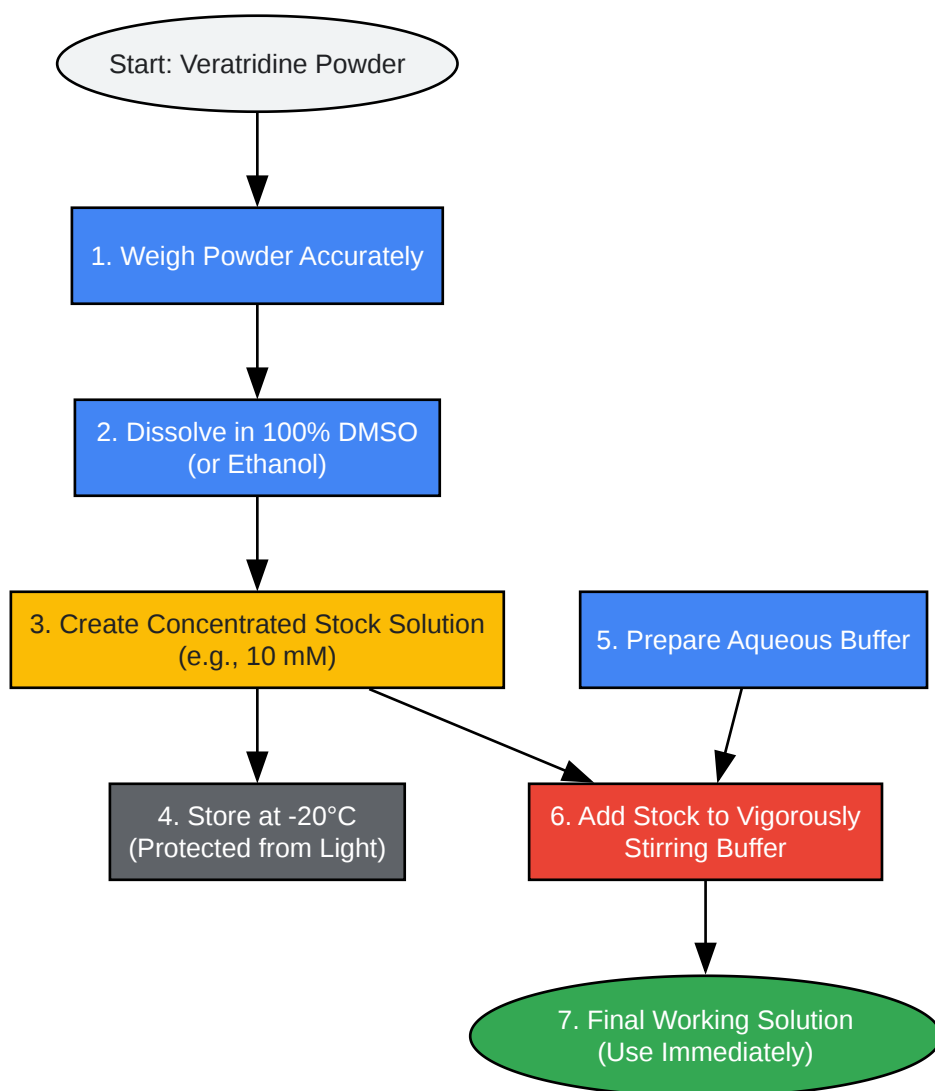 Start: Veratridine Powder
1. Weigh Powder Accurately
2. Dissolve in 100% DMSO
(or Ethanol)
3. Create Concentrated Stock Solution
(e.g., 10 mM)
5. Prepare Aqueous Buffer
4. Store at -20°C
(Protected from Light)
6. Add Stock to Vigorously
Stirring Buffer
7. Final Working Solution
(Use Immediately)